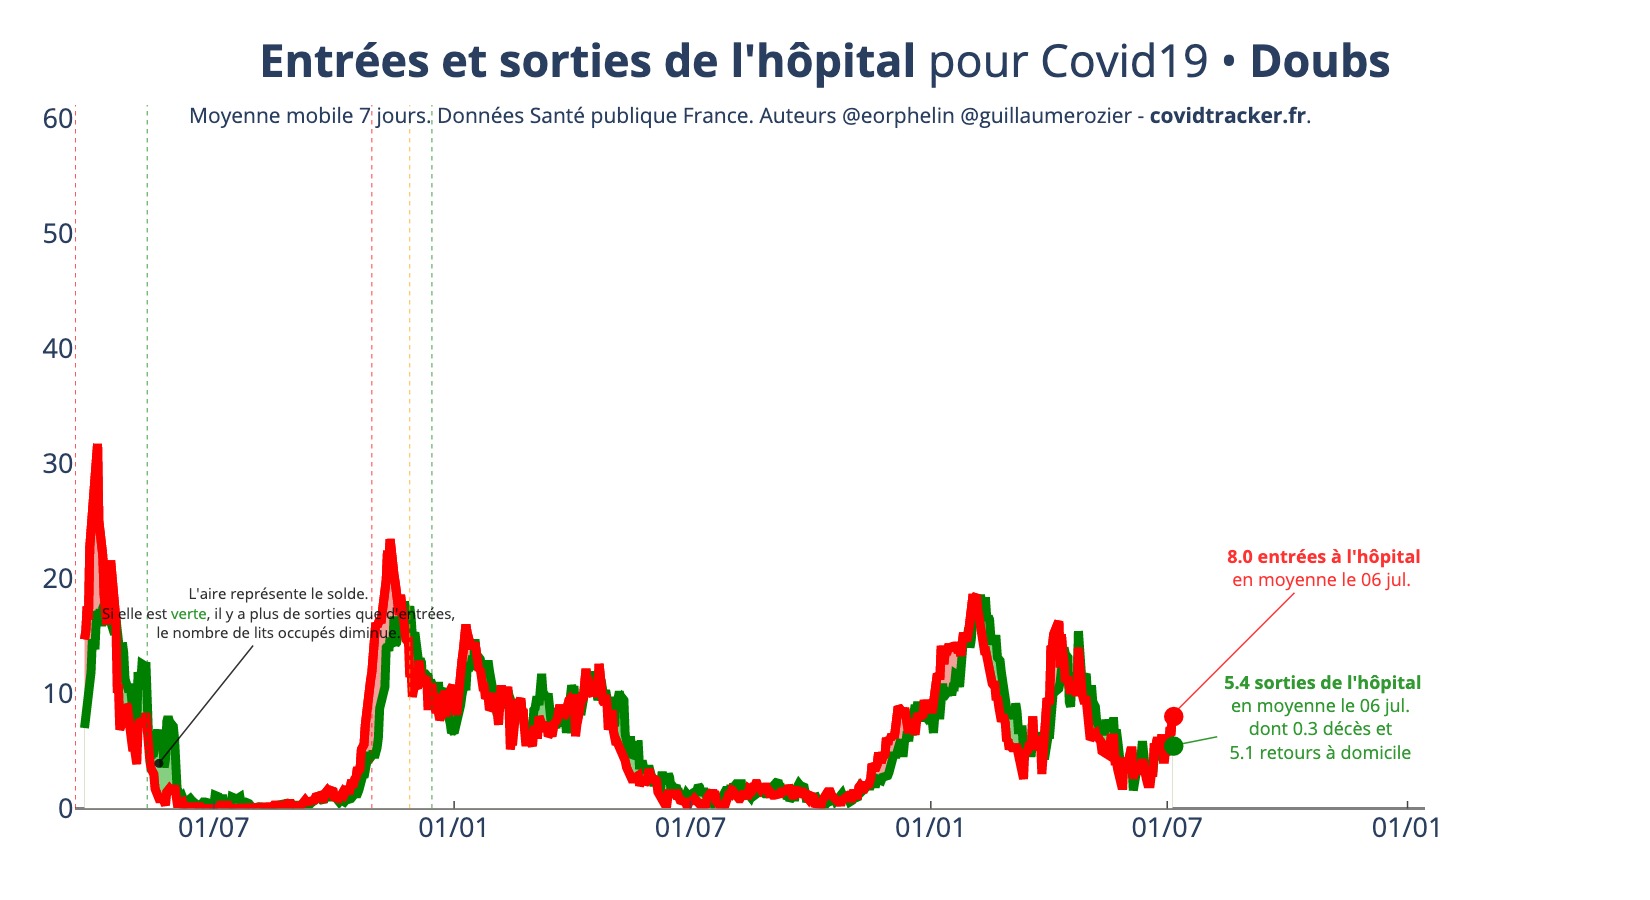 Entrées et sorties de l'hôpital pour Covid19 • Doubs
Moyenne mobile 7 jours. Données Santé publique France. Auteurs @eorphelin @guillaumerozier - covidtracker.fr.
60
50
40
30
20
10
0
L'aire représente le solde.
Si elle est verte, il y a plus de sorties que d'entrées,
le nombre de lits occupés diminue.
8.0 entrées à l'hôpital
en moyenne le 06 jul.
5.4 sorties de l'hôpital
en moyenne le 06 jul.
dont 0.3 décès et
5.1 retours à domicile
01/07
01/01
01/07
01/01
01/07
01/01